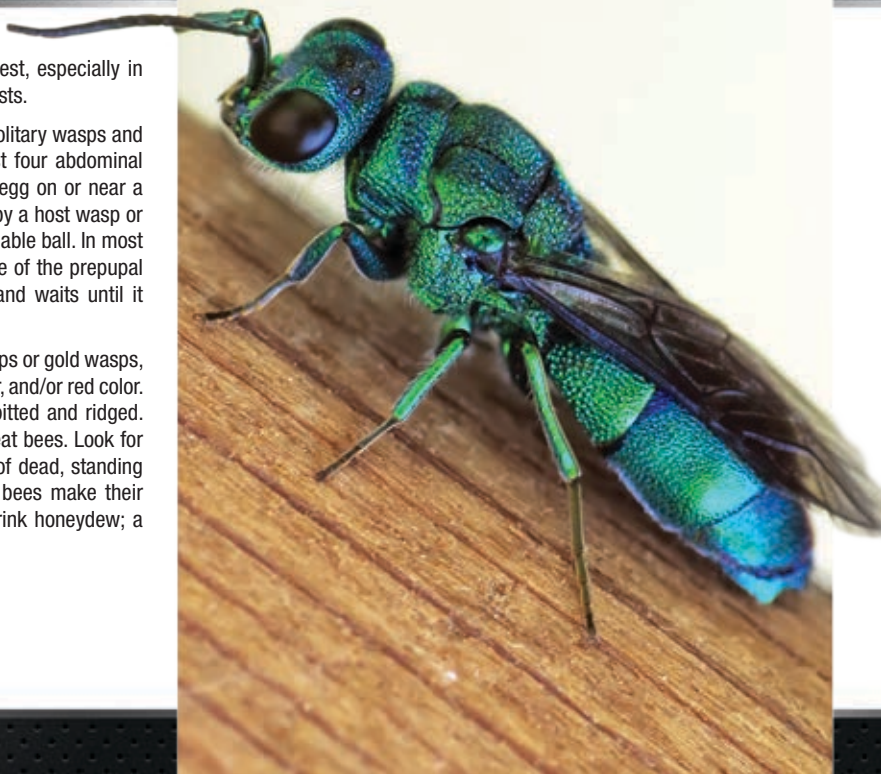 est, especially in
sts.
olitary wasps and
t four abdominal
egg on or near a
by a host wasp or
able ball. In most
e of the prepupal
and waits until it
ps or gold wasps,
r, and/or red color.
pitted and ridged.
eat bees. Look for
of dead, standing
bees make their
rink honeydew; a